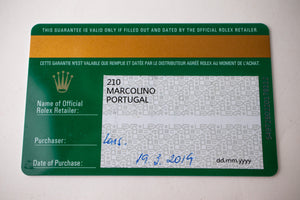 THIS GUARANTEE IS VALID ONLY IF FILLED OUT AND DATED BY THE OFFICIAL ROLEX RETAILER.
CETTE GARANTIE N'EST VALABLE QUE REMPLIE ET DATÉE PAR LE DISTRIBUTEUR AGRÉÉ ROLEX AU MOMENT DE L'ACHAT.
210
MARCOLINO
PORTUGAL
Name of Official
Rolex Retailer:
Purchaser:
Date of Purchase:
19.3.2019
dd.mm.yyyy